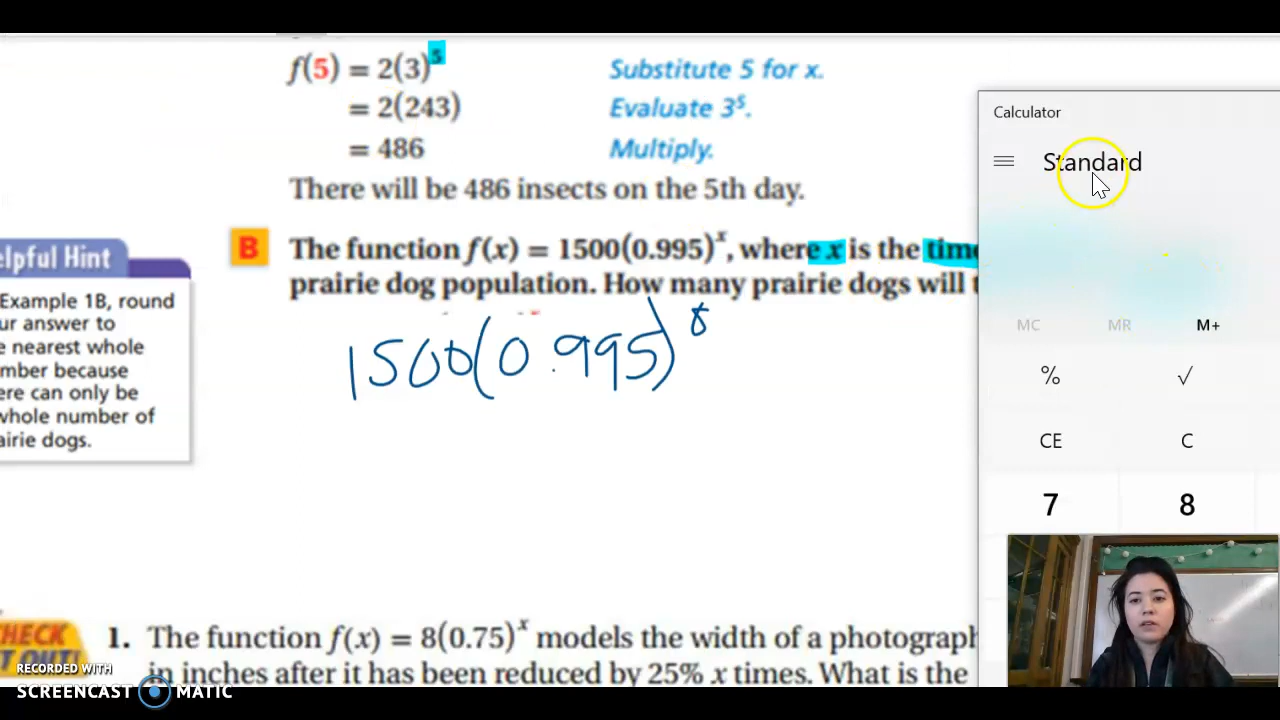 f(5) = 2(3)^5 Substitute 5 for x.
= 2(243) Evaluate 3^5.
= 486 Multiply.
There will be 486 insects on the 5th day.
B The function f(x) = 1500(0.995)^x, where x is the time
prairie dog population. How many prairie dogs will t
1500(0.995)^8
elpful Hint
Example 1B, round
ur answer to
e nearest whole
mber because
ere can only be
whole number of
airie dogs.
HECK
T OUT!
1. The function f(x) = 8(0.75)^x models the width of a photograph
in inches after it has been reduced by 25% x times. What is the
Calculator
Standard
MC MR M+
% √
CE C
7 8
RECORDED WITH
SCREENCAST MATIC